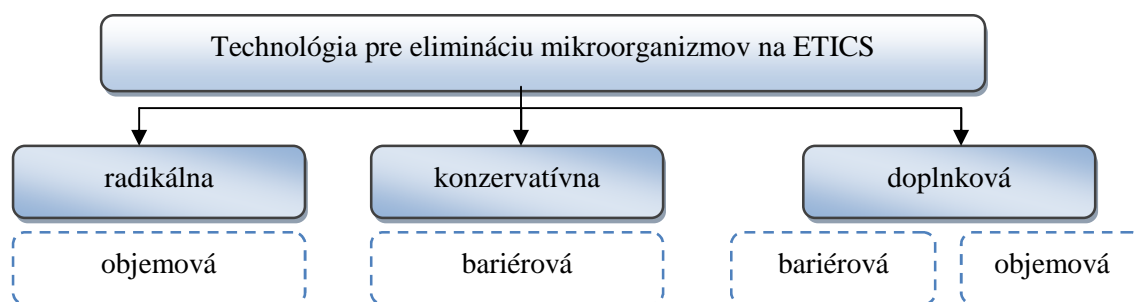 Technológia pre elimináciu mikroorganizmov na ETICS
radikálna
konzervatívna
doplnková
objemová
bariérová
bariérová
objemová